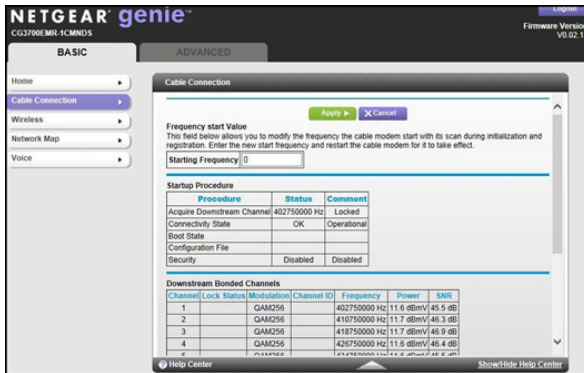 NETGEAR® genie™
Logout
CG3700EMR-1CMNDS
Firmware Version
V0.02.1
BASIC
ADVANCED
Home
Cable Connection
Wireless
Network Map
Voice
Cable Connection
Apply
X Cancel
Frequency start Value
This field below allows you to modify the frequency the cable modem start with its scan during initialization and
registration. Enter the new start frequency and restart the cable modem for it to take effect.
Starting Frequency 0
Startup Procedure
Procedure Status Comment
Acquire Downstream Channel 402750000 Hz Locked
Connectivity State OK Operational
Boot State
Configuration File
Security Disabled Disabled
Downstream Bonded Channels
Channel Lock Status Modulation Channel ID Frequency Power SNR
1 QAM256 402750000 Hz 11.6 dBmV 45.5 dB
2 QAM256 410750000 Hz 11.7 dBmV 46.3 dB
3 QAM256 418750000 Hz 11.7 dBmV 46.9 dB
4 QAM256 426750000 Hz 11.6 dBmV 46.4 dB
Help Center
Show/Hide Help Center